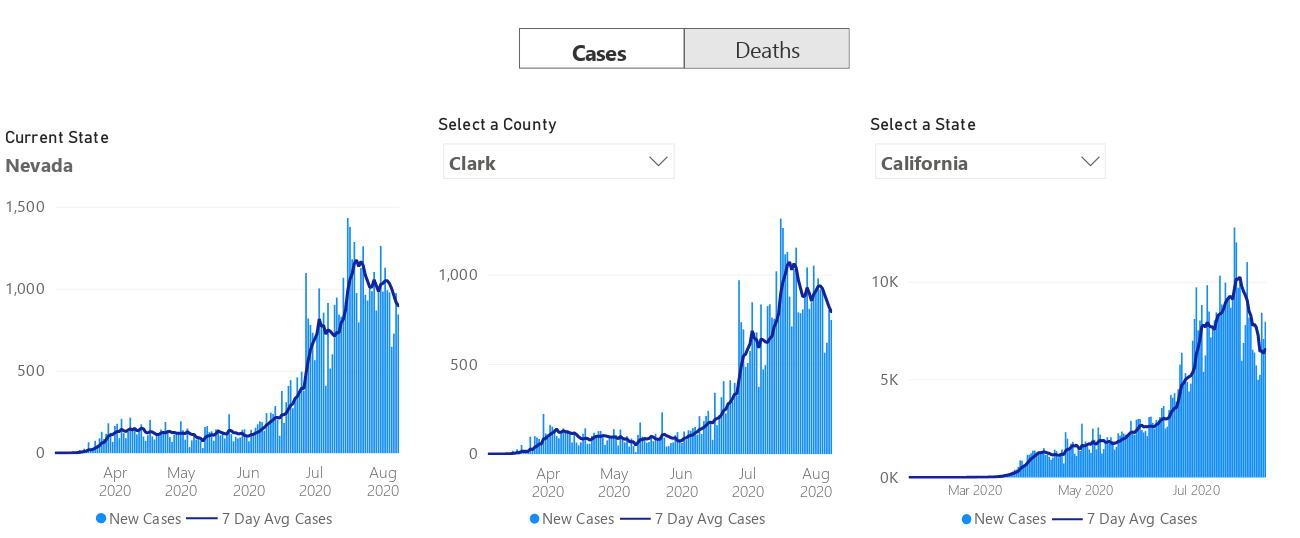 Cases
Deaths
Current State
Nevada
1,500
1,000
500
0
Apr 2020
May 2020
Jun 2020
Jul 2020
Aug 2020
New Cases
7 Day Avg Cases
Select a County
Clark
1,000
500
0
Apr 2020
May 2020
Jun 2020
Jul 2020
Aug 2020
New Cases
7 Day Avg Cases
Select a State
California
10K
5K
0K
Mar 2020
May 2020
Jul 2020
New Cases
7 Day Avg Cases